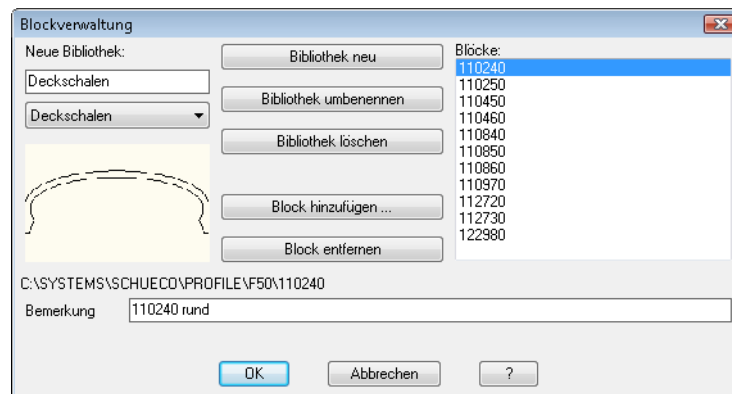 Blockverwaltung
Neue Bibliothek:
Deckschalen
Deckschalen
Bibliothek neu
Bibliothek umbenennen
Bibliothek löschen
Block hinzufügen ...
Block entfernen
Blöcke:
110240
110250
110450
110460
110840
110850
110860
110970
112720
112730
122980
C:\SYSTEMS\SCHUECO\PROFILE\F50\110240
Bemerkung 110240 rund
OK Abbrechen ?